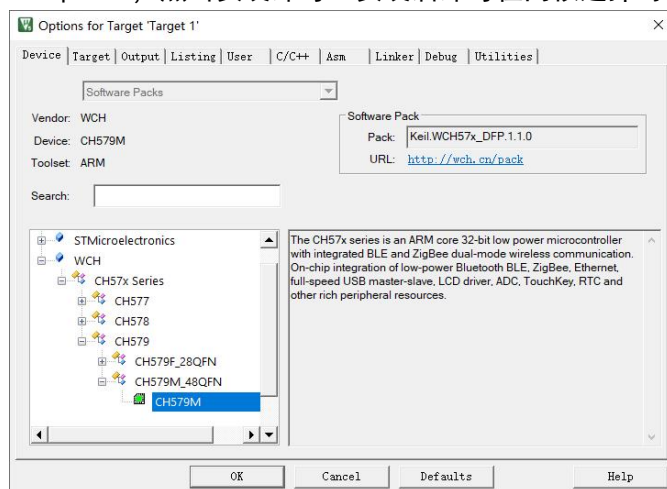 Options for Target 'Target 1'
Device Target Output Listing User C/C++ Asm Linker Debug Utilities
Software Packs
Vendor: WCH
Device: CH579M
Toolset: ARM
Software Pack
Pack: Keil.WCH57x_DFP.1.1.0
URL: http://wch.cn/pack
Search:
STMicroelectronics
WCH
CH57x Series
CH577
CH578
CH579
CH579F_28QFN
CH579M_48QFN
CH579M
The CH57x series is an ARM core 32-bit low power microcontroller
with integrated BLE and ZigBee dual-mode wireless communication.
On-chip integration of low-power Bluetooth BLE, ZigBee, Ethernet,
full-speed USB master-slave, LCD driver, ADC, TouchKey, RTC and
other rich peripheral resources.
OK Cancel Defaults Help